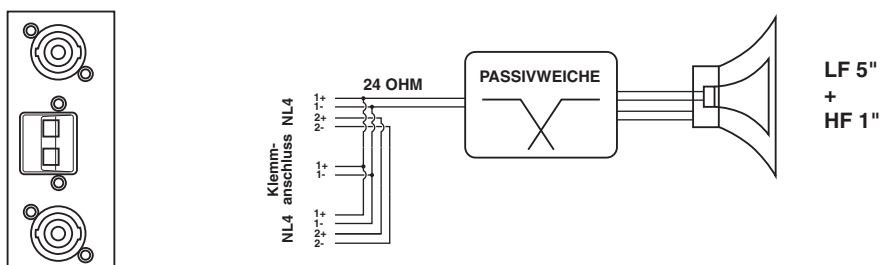 24 OHM
PASSIVWEICHE
LF 5"
+
HF 1"
NL4
1+
1-
2+
2-
Klemm-
anschluss
1+
1-
NL4
1+
1-
2+
2-